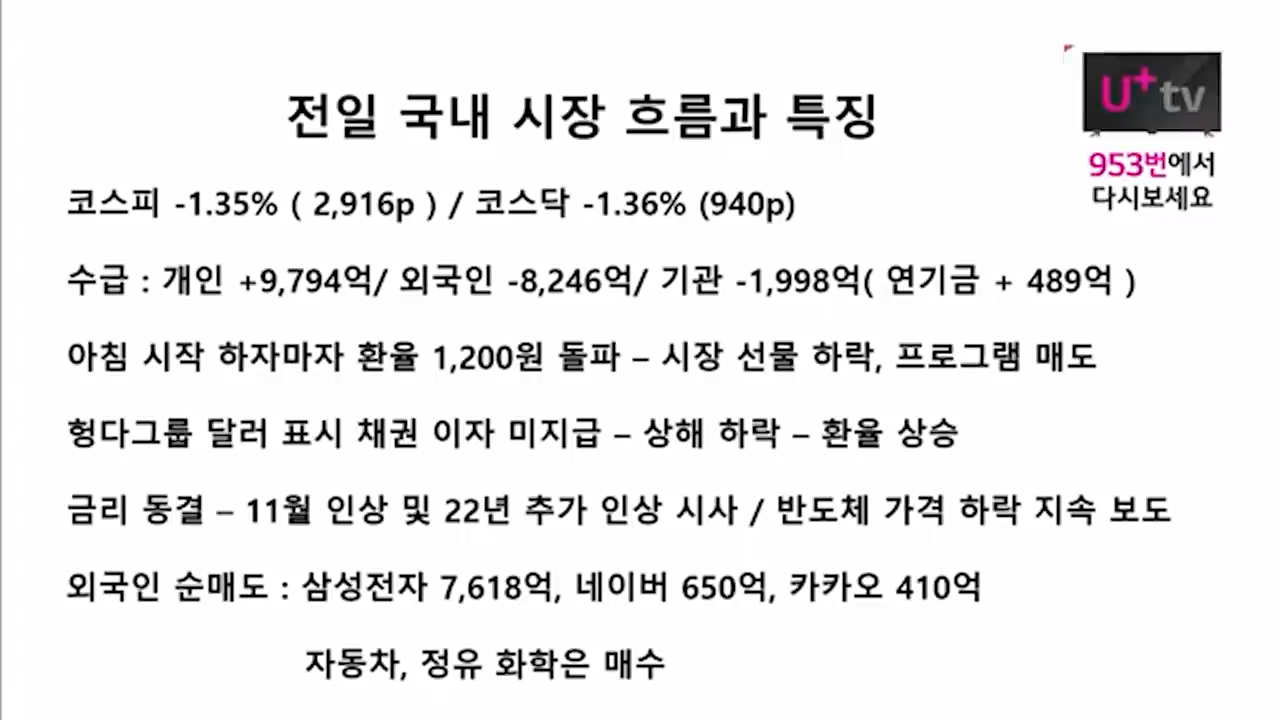 전일 국내 시장 흐름과 특징
U+tv
953번에서
다시보세요
코스피 -1.35% ( 2,916p ) / 코스닥 -1.36% (940p)
수급 : 개인 +9,794억/ 외국인 -8,246억/ 기관 -1,998억( 연기금 + 489억 )
아침 시작 하자마자 환율 1,200원 돌파 – 시장 선물 하락, 프로그램 매도
헝다그룹 달러 표시 채권 이자 미지급 – 상해 하락 – 환율 상승
금리 동결 – 11월 인상 및 22년 추가 인상 시사 / 반도체 가격 하락 지속 보도
외국인 순매도 : 삼성전자 7,618억, 네이버 650억, 카카오 410억
자동차, 정유 화학은 매수